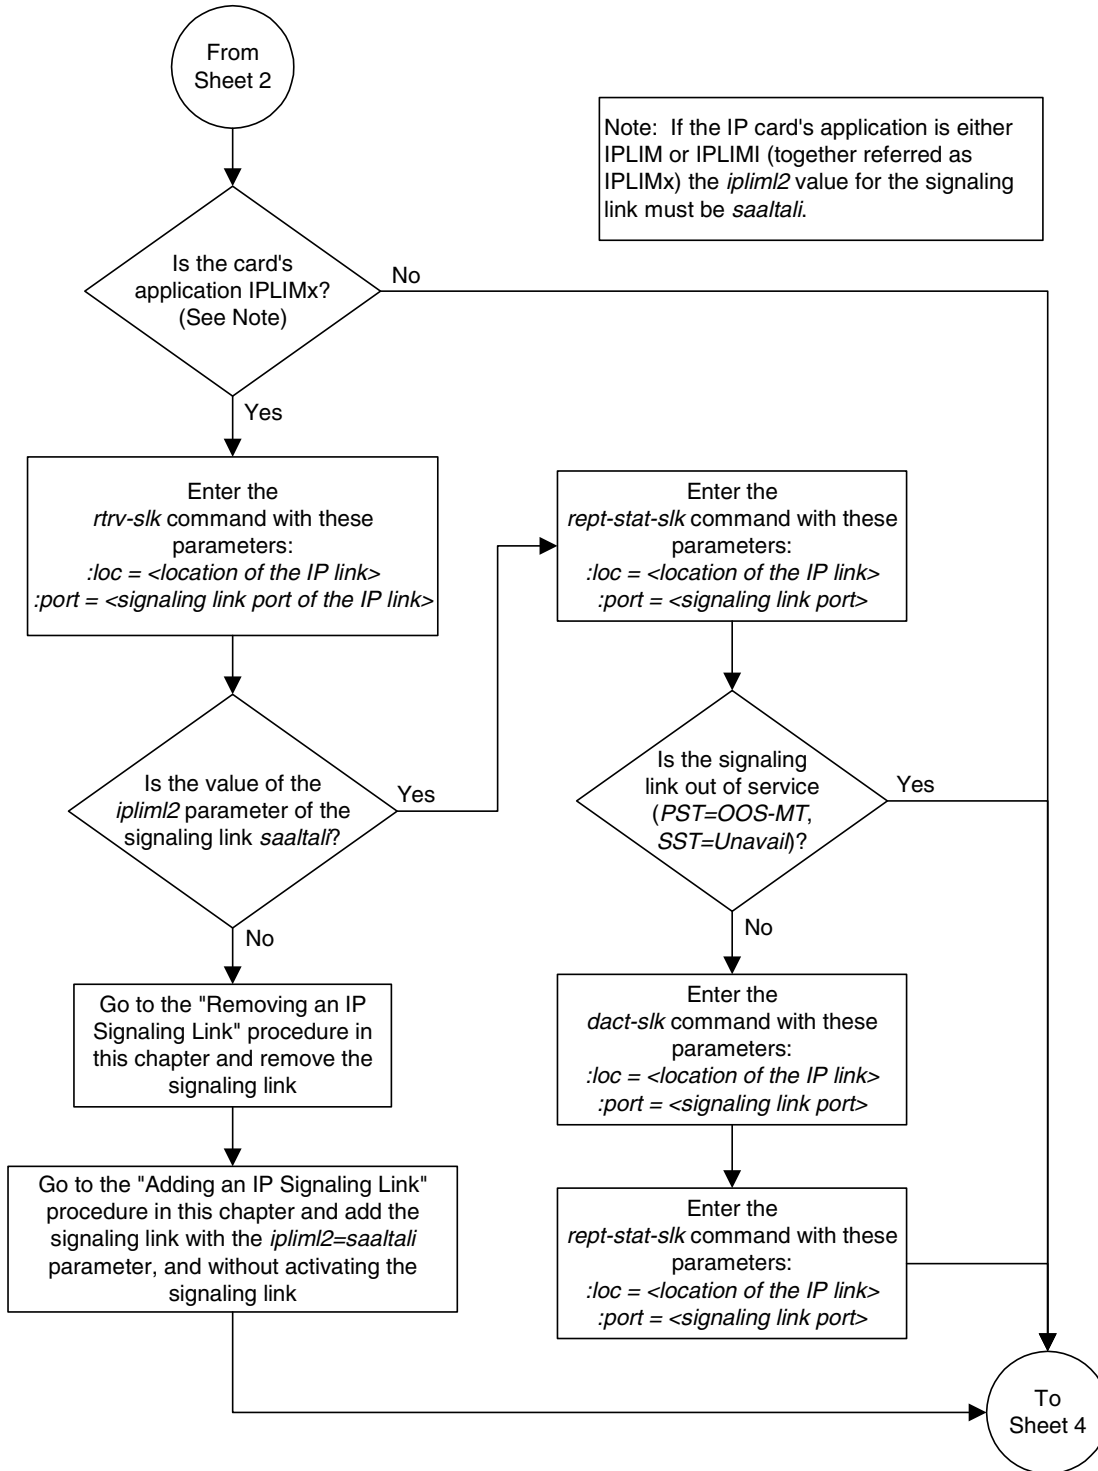 From
Sheet 2
Note:  If the IP card's application is either
IPLIM or IPLIMI (together referred as
IPLIMx) the ipliml2 value for the signaling
link must be saaltali.
Is the card's
application IPLIMx?
(See Note)
No
Yes
Enter the
rtrv-slk command with these
parameters:
:loc = <location of the IP link>
:port = <signaling link port of the IP link>
Enter the
rept-stat-slk command with these
parameters:
:loc = <location of the IP link>
:port = <signaling link port>
Is the value of the
ipliml2 parameter of the
signaling link saaltali?
Yes
Is the signaling
link out of service
(PST=OOS-MT,
SST=Unavail)?
Yes
No
No
Go to the "Removing an IP
Signaling Link" procedure in
this chapter and remove the
signaling link
Enter the
dact-slk command with these
parameters:
:loc = <location of the IP link>
:port = <signaling link port>
Go to the "Adding an IP Signaling Link"
procedure in this chapter and add the
signaling link with the ipliml2=saaltali
parameter, and without activating the
signaling link
Enter the
rept-stat-slk command with these
parameters:
:loc = <location of the IP link>
:port = <signaling link port>
To
Sheet 4